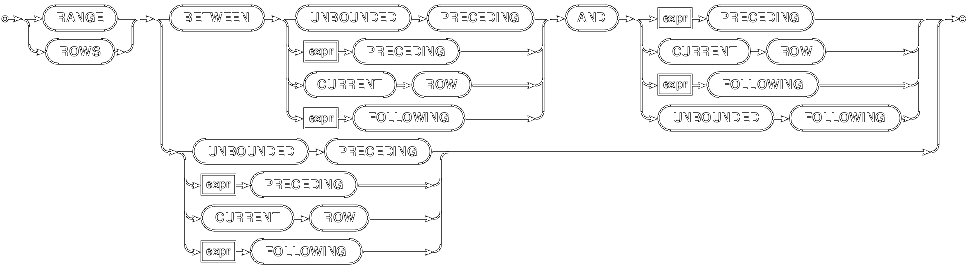 RANGE BETWEEN UNBOUNDED PRECEDING AND expr PRECEDING
ROWS expr PRECEDING CURRENT ROW
CURRENT ROW expr FOLLOWING
expr FOLLOWING UNBOUNDED FOLLOWING
UNBOUNDED PRECEDING
expr PRECEDING
CURRENT ROW
expr FOLLOWING